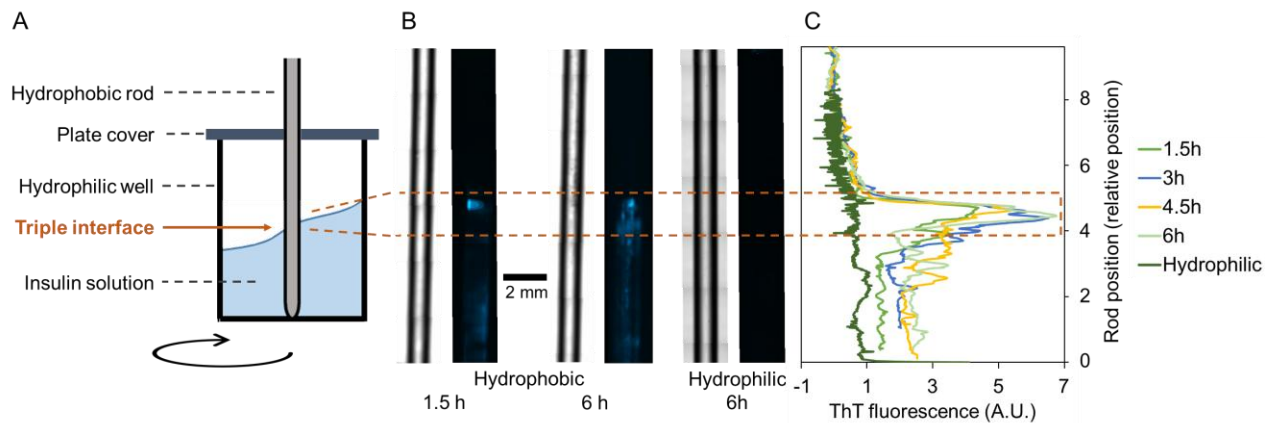 A
Hydrophobic rod
Plate cover
Hydrophilic well
Triple interface
Insulin solution
B
2 mm
Hydrophobic
1.5 h
6 h
Hydrophilic
6h
C
8
6
4
2
0
Rod position (relative position)
-1
1
3
5
7
ThT fluorescence (A.U.)
1.5h
3h
4.5h
6h
Hydrophilic